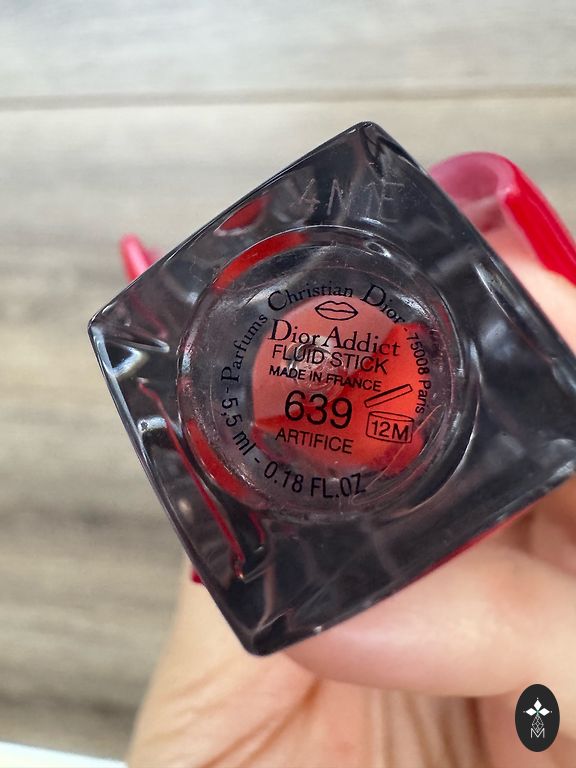 Parfums Christian Dior 75008 Paris
Dior Addict
FLUID STICK
MADE IN FRANCE
639
ARTIFICE
12M
5,5 ml - 0.18 FL.OZ
M